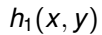 h₁(x, y)